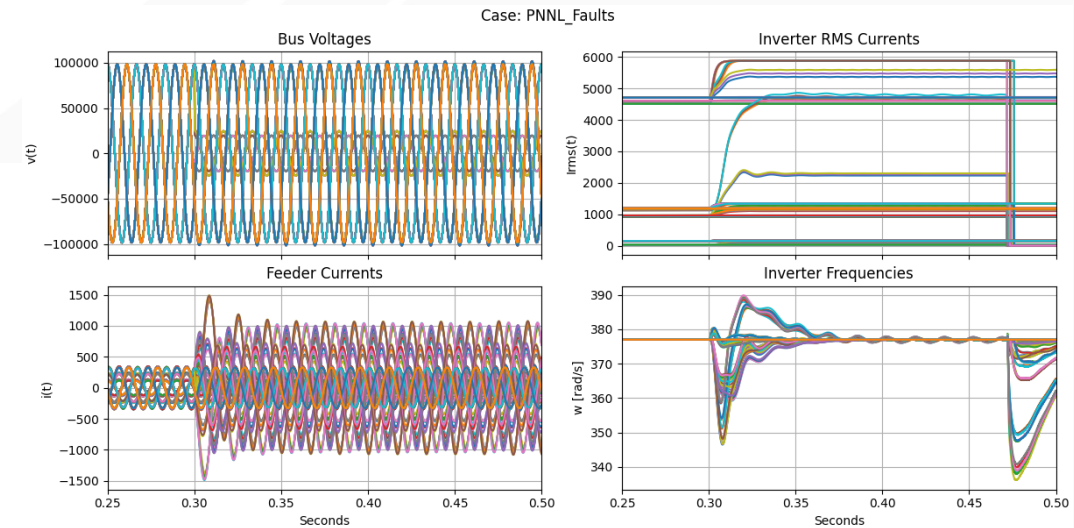 Case: PNNL_Faults
Bus Voltages
100000
50000
0
−50000
−100000
v(t)
Inverter RMS Currents
6000
5000
4000
3000
2000
1000
0
Irms(t)
Feeder Currents
1500
1000
500
0
−500
−1000
−1500
i(t)
0.25 0.30 0.35 0.40 0.45 0.50
Seconds
Inverter Frequencies
390
380
370
360
350
340
w [rad/s]
0.25 0.30 0.35 0.40 0.45 0.50
Seconds